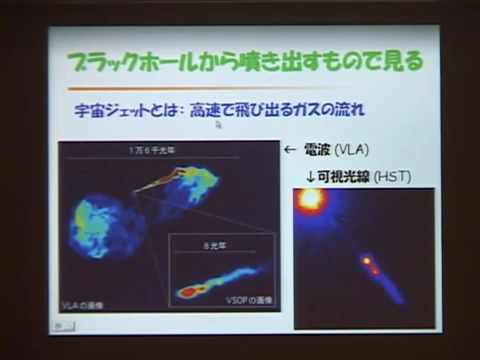 ブラックホールから噴き出すもので見る
宇宙ジェットとは: 高速で飛び出るガスの流れ
1万6千光年
← 電波 (VLA)
↓可視光線 (HST)
8光年
VLAの画像
VSOPの画像